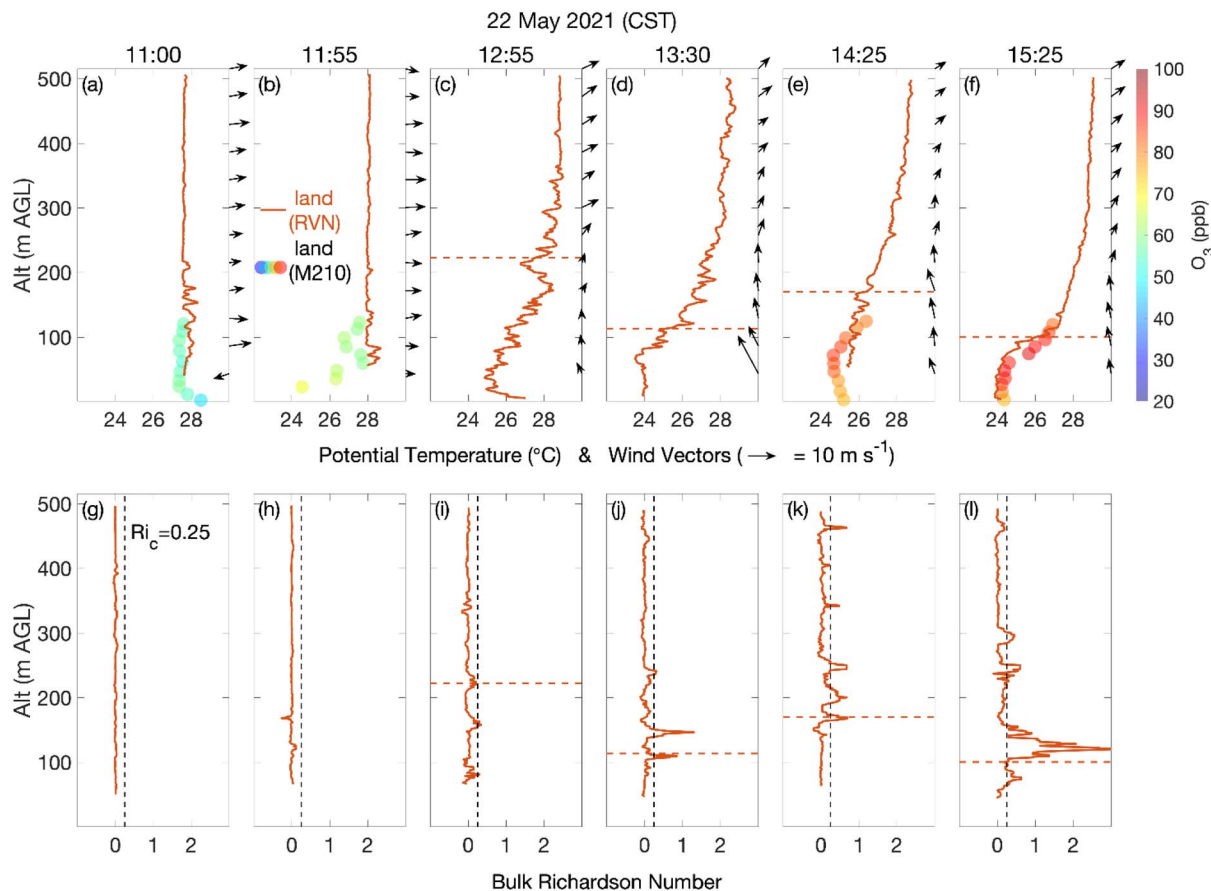 22 May 2021 (CST)
11:00 11:55 12:55 13:30 14:25 15:25
(a) (b) (c) (d) (e) (f)
500
400
300
200
100
Alt (m AGL)
land
(RVN)
land
(M210)
24 26 28 24 26 28 24 26 28 24 26 28 24 26 28 24 26 28
100
90
80
70
60
50
40
30
20
O3 (ppb)
Potential Temperature (°C) & Wind Vectors ( → = 10 m s-1)
(g) (h) (i) (j) (k) (l)
Ric=0.25
500
400
300
200
100
Alt (m AGL)
0 1 2 0 1 2 0 1 2 0 1 2 0 1 2 0 1 2
Bulk Richardson Number